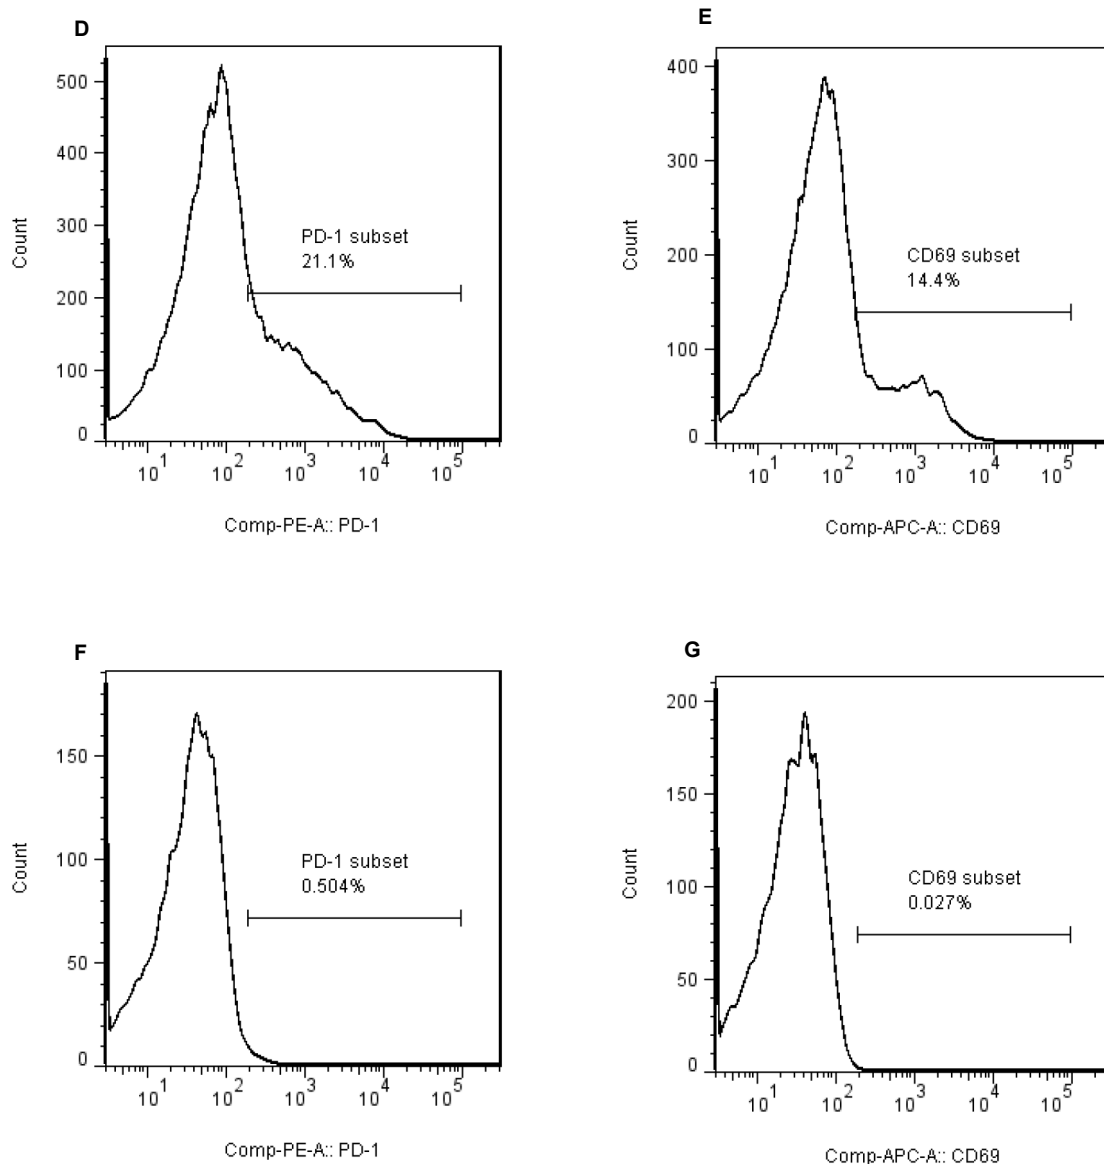 D
500
400
300
200
100
0
Count
PD-1 subset
21.1%
10^1 10^2 10^3 10^4 10^5
Comp-PE-A:: PD-1
E
400
300
200
100
0
Count
CD69 subset
14.4%
10^1 10^2 10^3 10^4 10^5
Comp-APC-A:: CD69
F
150
100
50
0
Count
PD-1 subset
0.504%
10^1 10^2 10^3 10^4 10^5
Comp-PE-A:: PD-1
G
200
150
100
50
0
Count
CD69 subset
0.027%
10^1 10^2 10^3 10^4 10^5
Comp-APC-A:: CD69